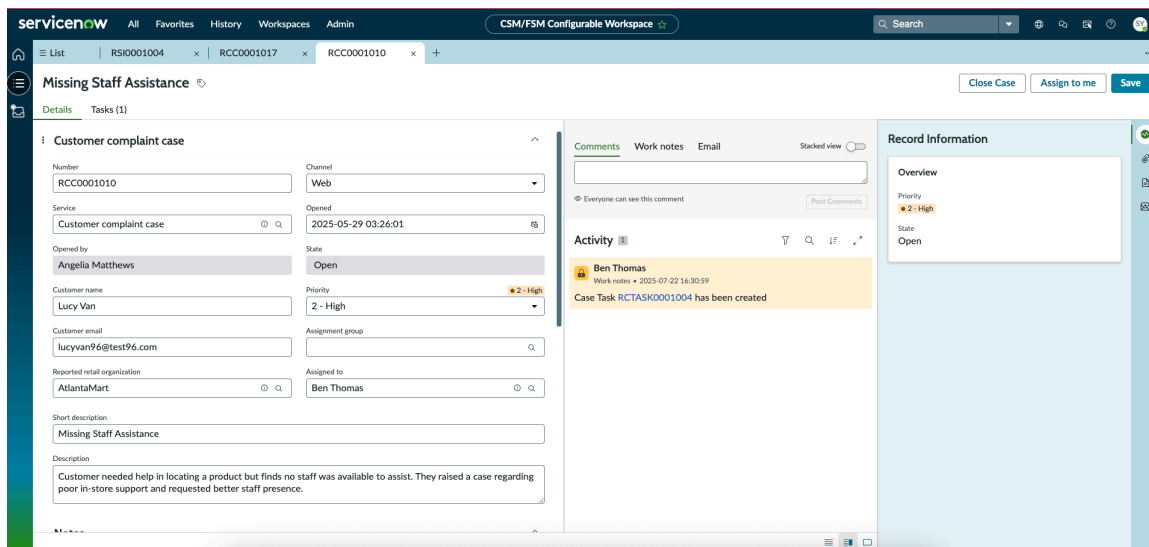 servicenow All Favorites History Workspaces Admin CSM/FSM Configurable Workspace Search SY
List RSI0001004 × RCC0001017 × RCC0001010 × +
Missing Staff Assistance
Close Case Assign to me Save
Details Tasks (1)
Customer complaint case
Number
RCC0001010
Channel
Web
Service
Customer complaint case
Opened
2025-05-29 03:26:01
Opened by
Angelia Matthews
State
Open
Customer name
Lucy Van
Priority
2 - High
2 - High
Customer email
lucyvan96@test96.com
Assignment group
Reported retail organization
AtlantaMart
Assigned to
Ben Thomas
Short description
Missing Staff Assistance
Description
Customer needed help in locating a product but finds no staff was available to assist. They raised a case regarding
poor in-store support and requested better staff presence.
Comments Work notes Email Stacked view
Everyone can see this comment Post Comments
Activity 1
Ben Thomas
Work notes • 2025-07-22 16:30:59
Case Task RCTASK0001004 has been created
Record Information
Overview
Priority
2 - High
State
Open